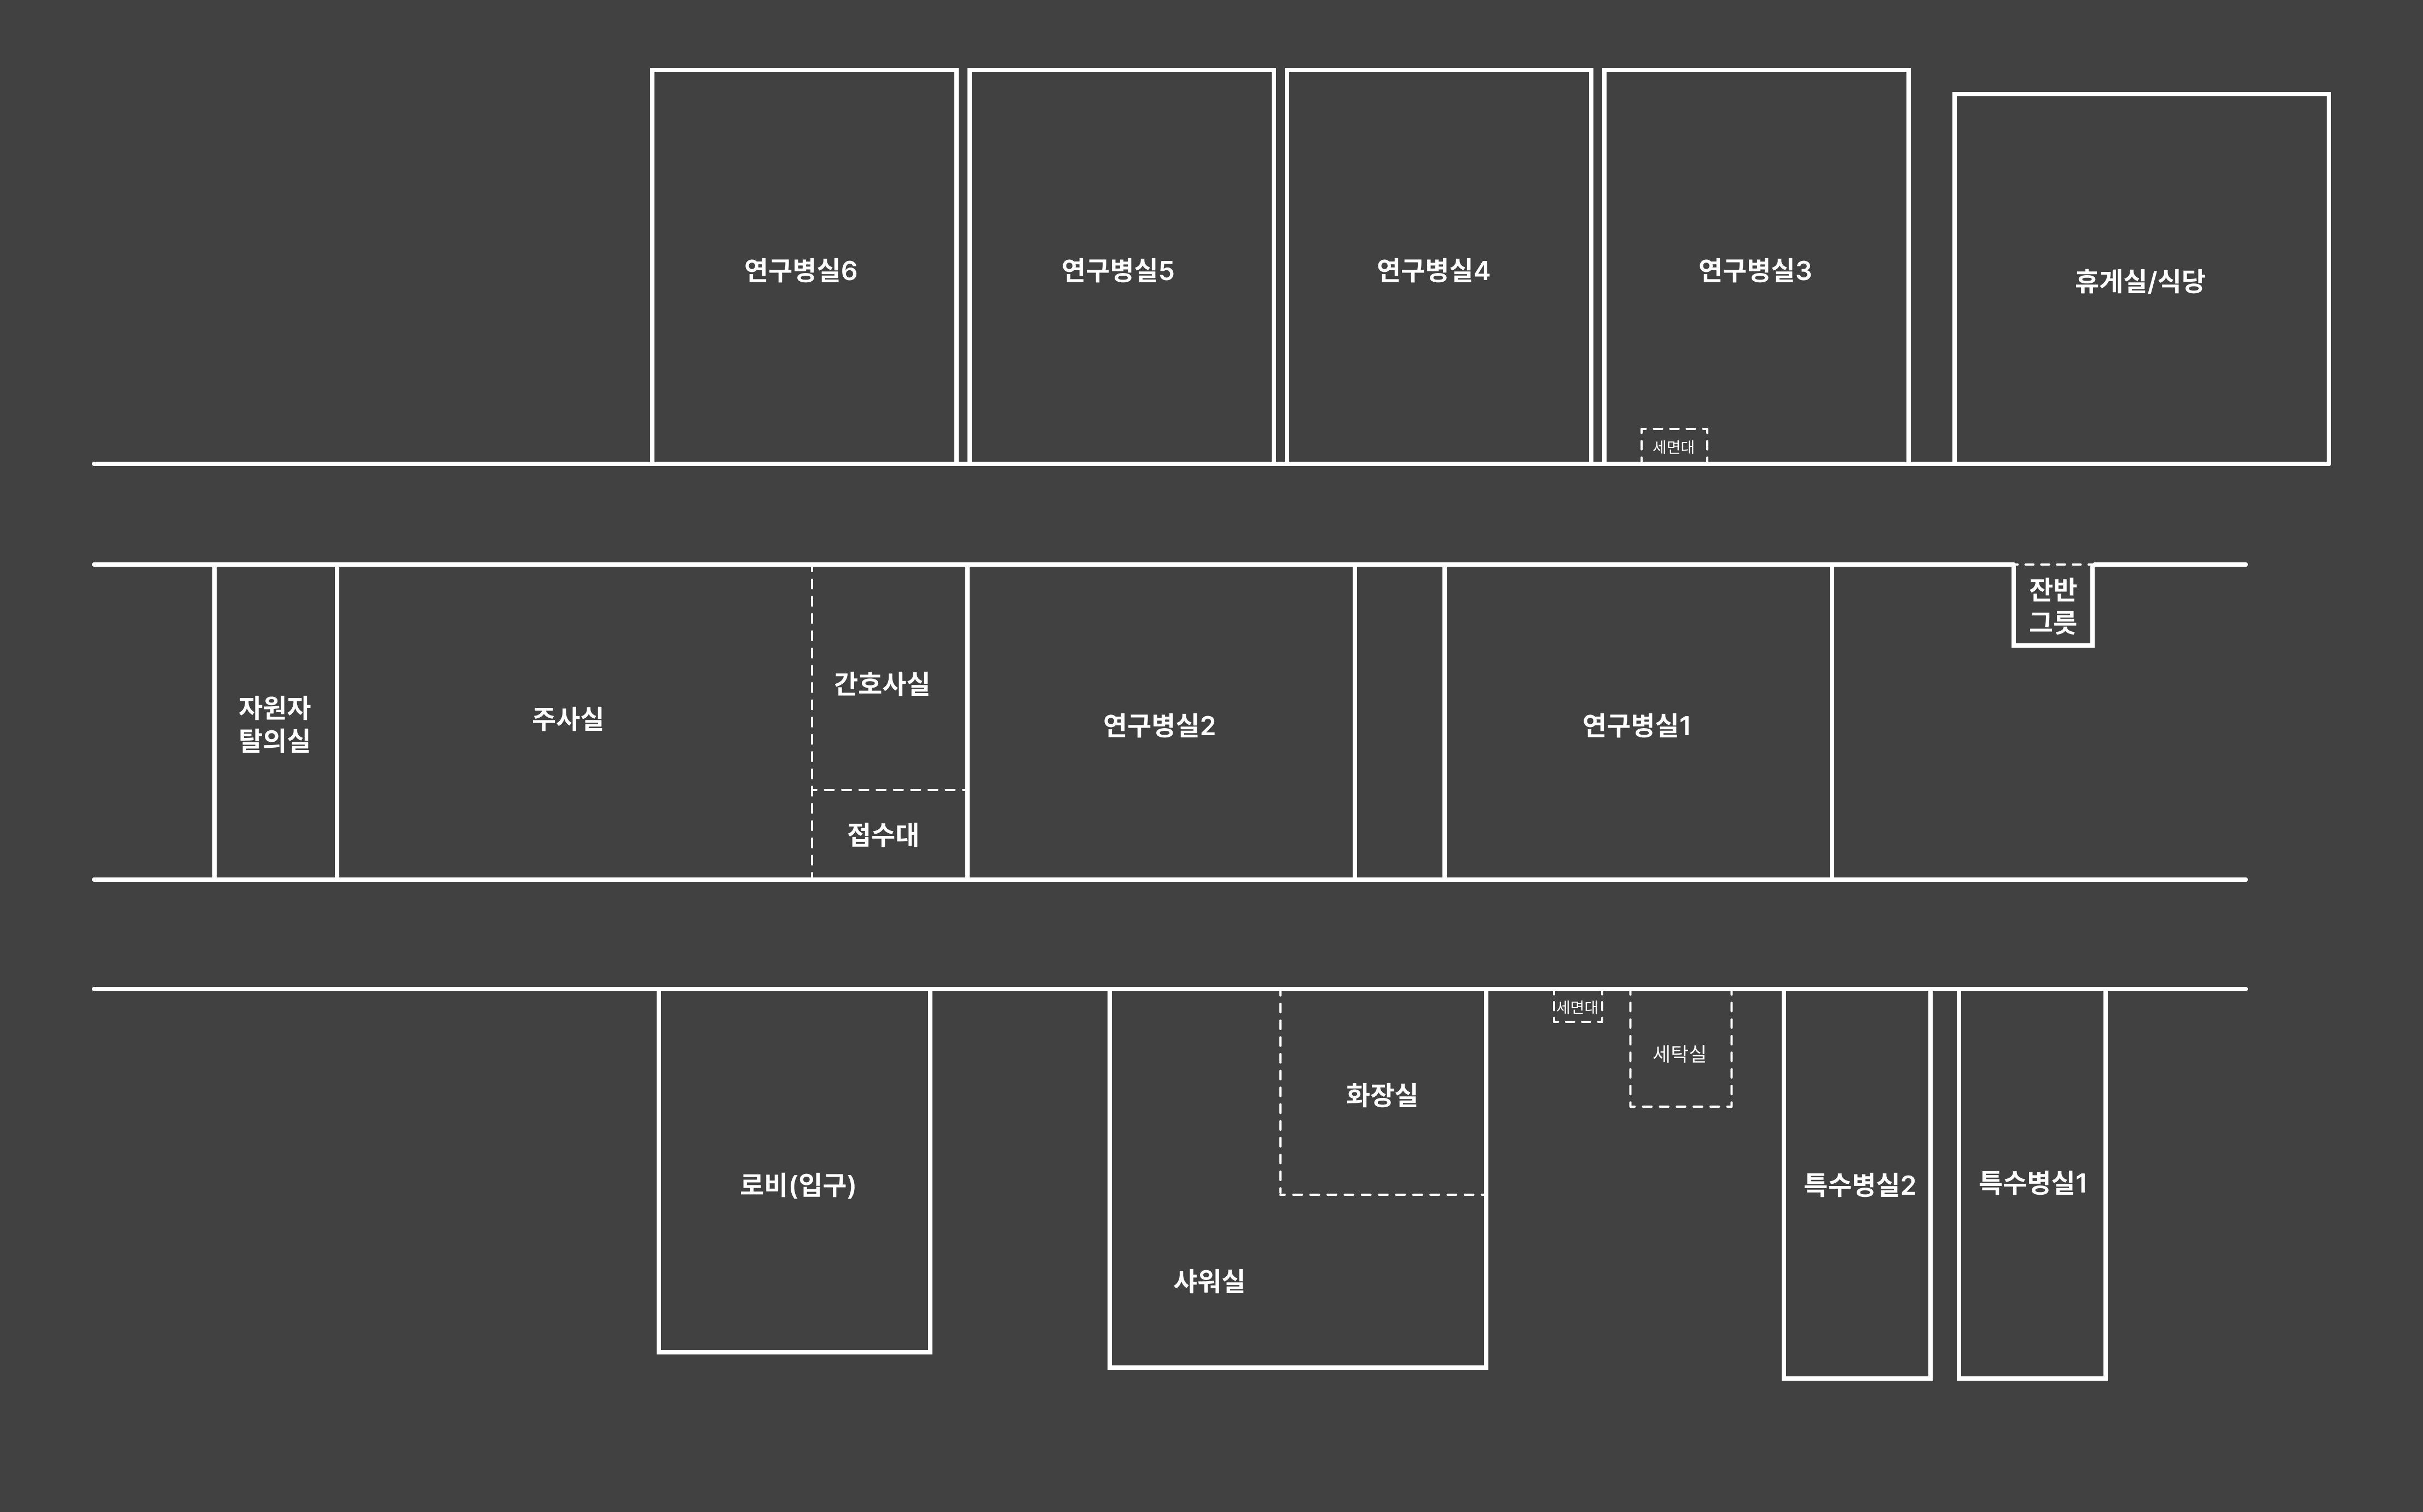 연구병실6
연구병실5
연구병실4
연구병실3
휴게실/식당
세면대
잔반
그릇
자원자
탈의실
주사실
간호사실
접수대
연구병실2
연구병실1
세면대
세탁실
화장실
로비(입구)
샤워실
특수병실2
특수병실1